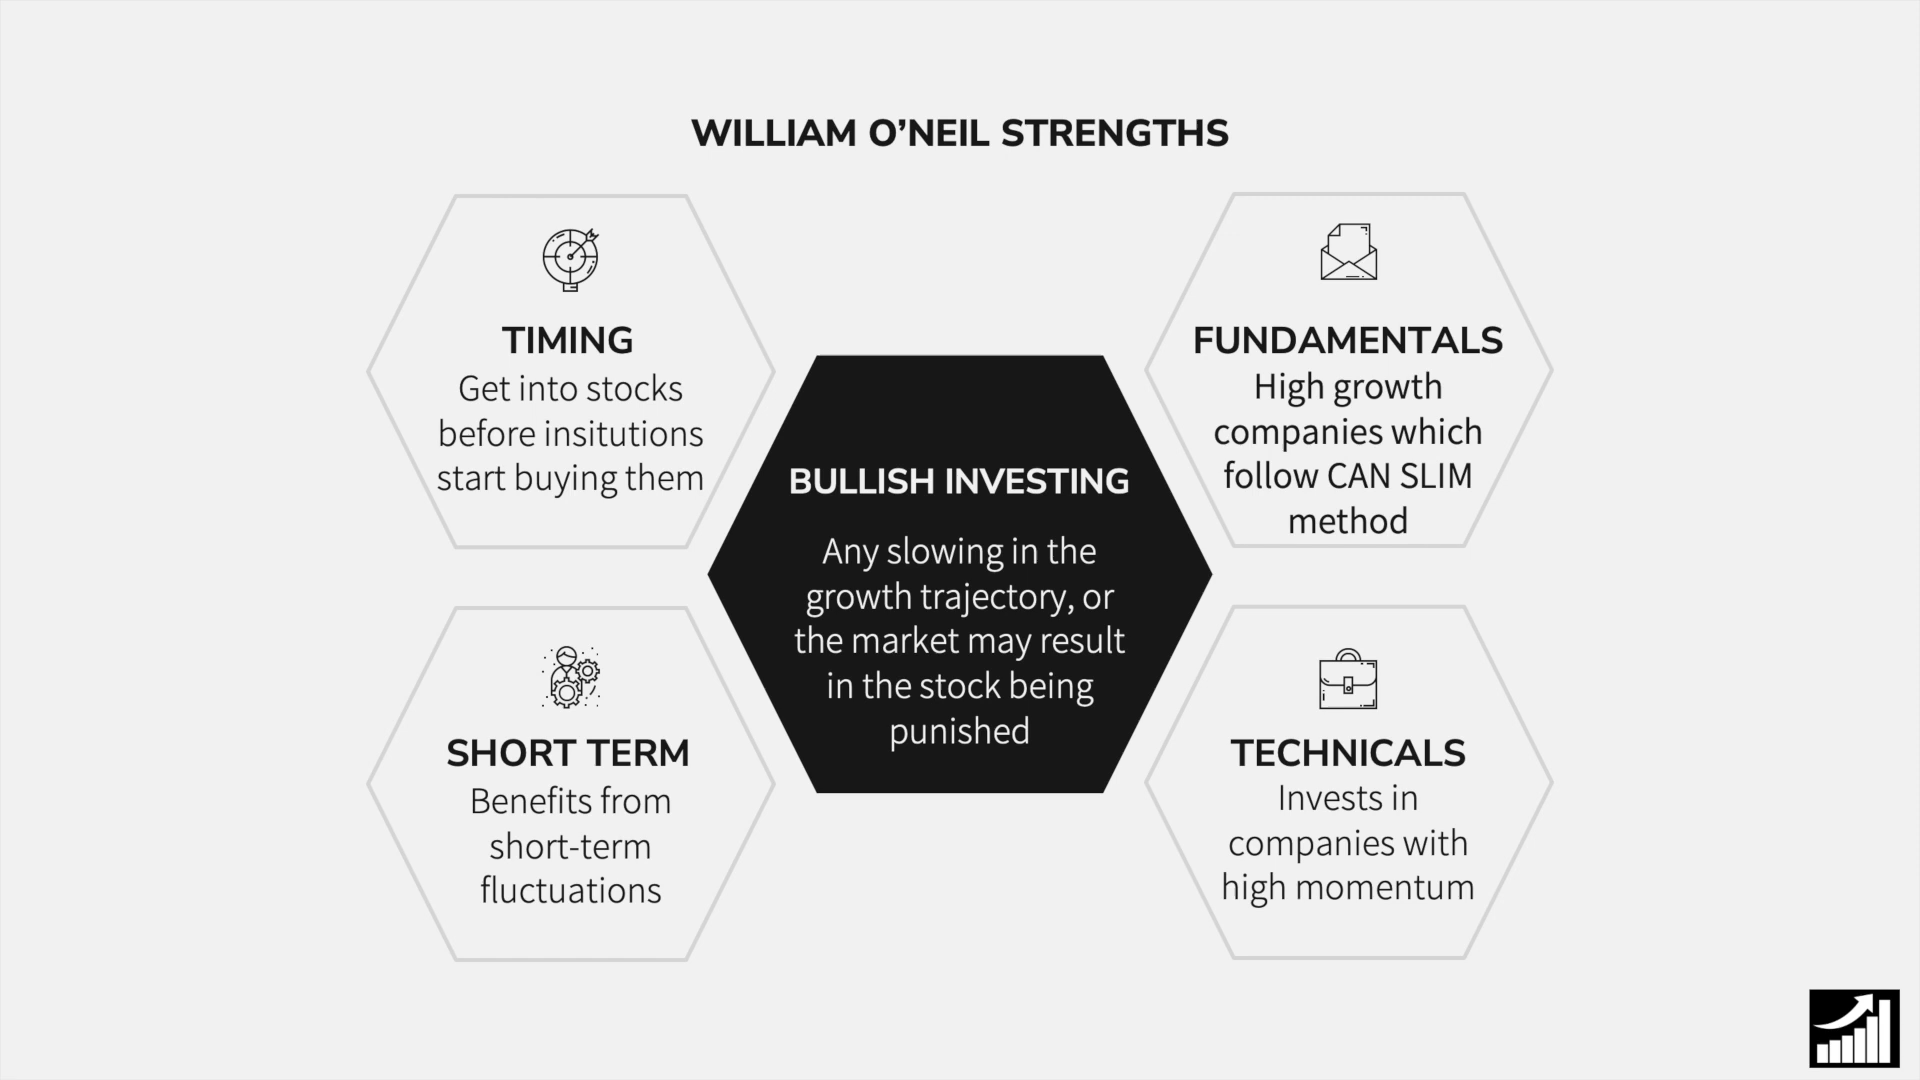 WILLIAM O’NEIL STRENGTHS
TIMING
Get into stocks
before insitutions
start buying them
FUNDAMENTALS
High growth
companies which
follow CAN SLIM
method
BULLISH INVESTING
Any slowing in the
growth trajectory, or
the market may result
in the stock being
punished
SHORT TERM
Benefits from
short-term
fluctuations
TECHNICALS
Invests in
companies with
high momentum